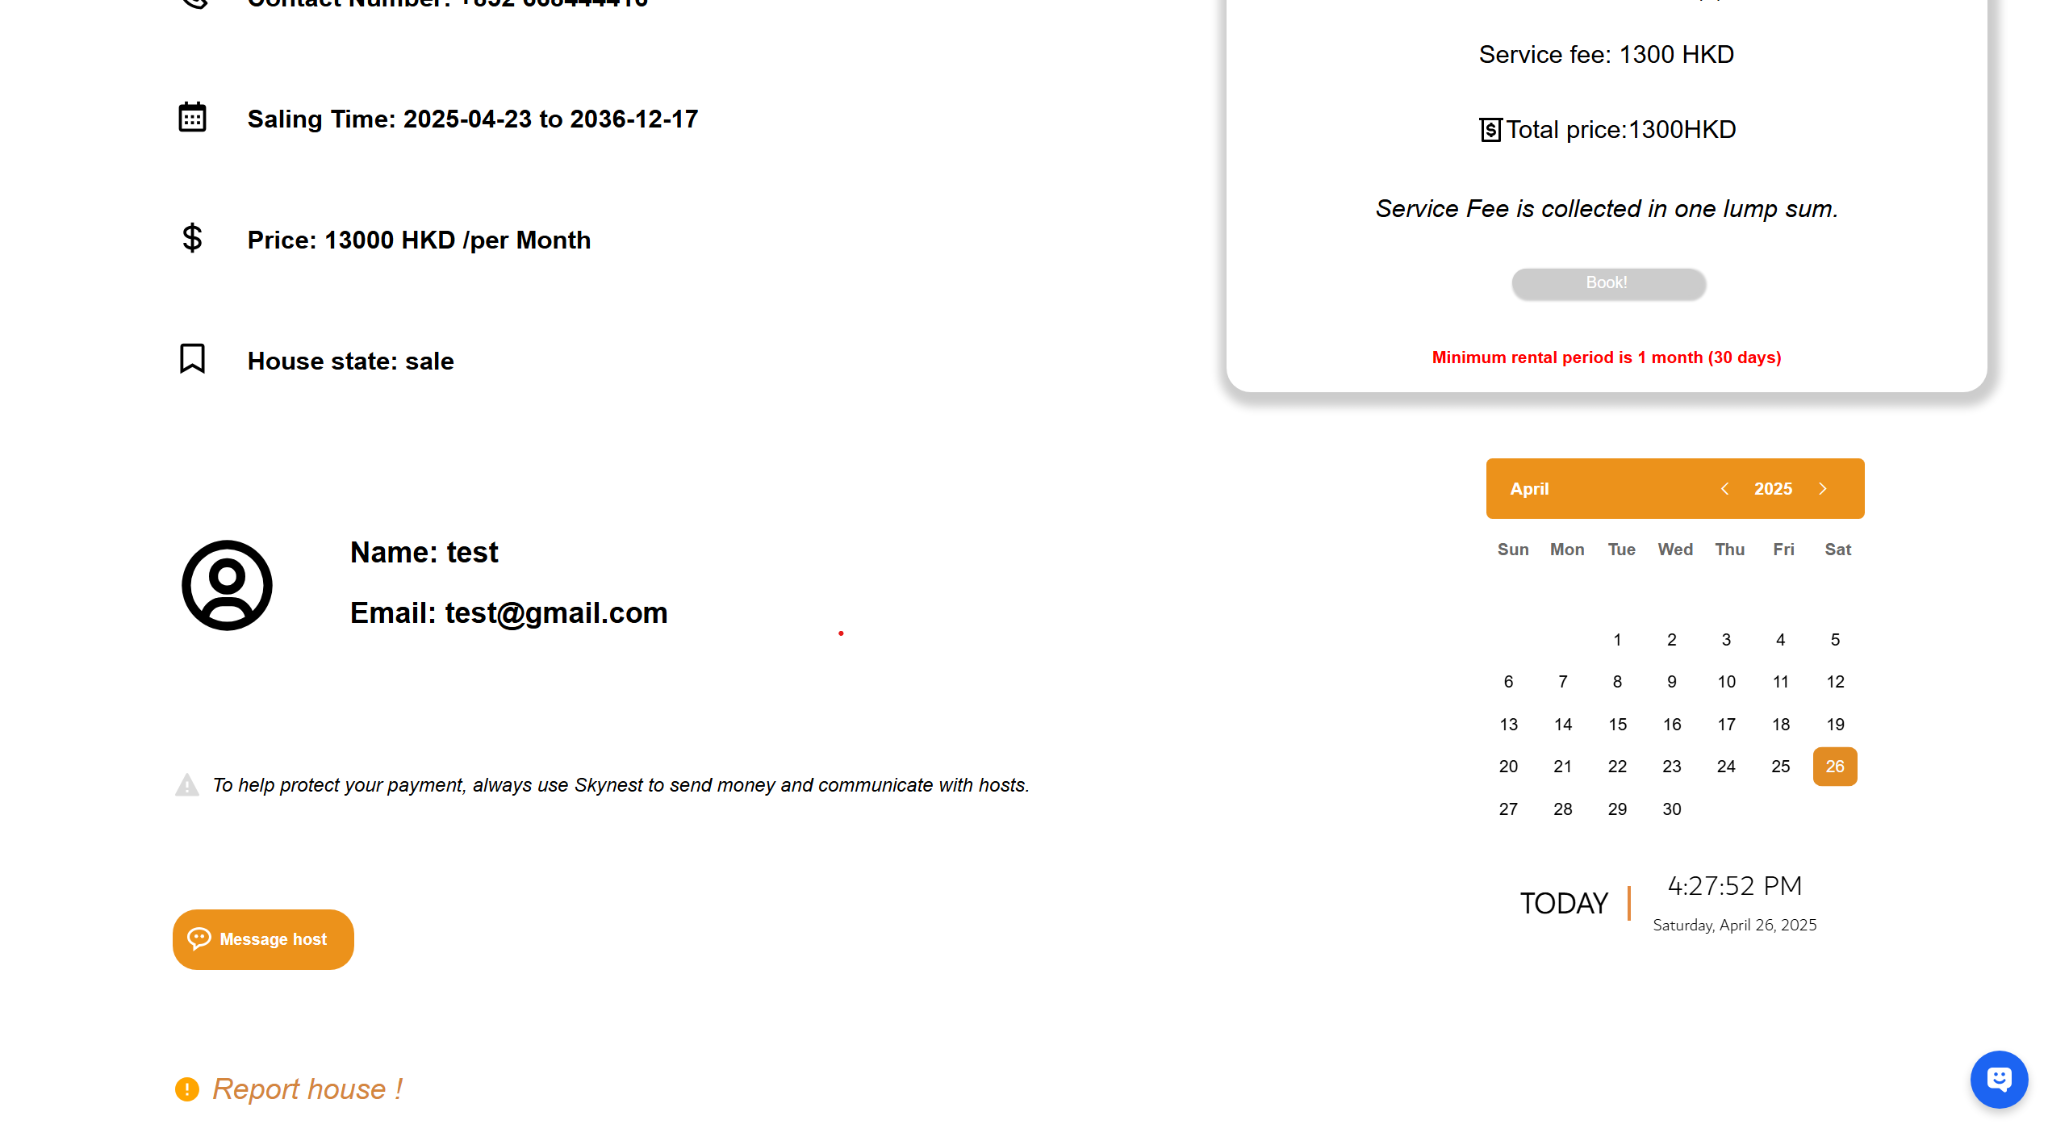 Contact Number:
Saling Time: 2025-04-23 to 2036-12-17
Price: 13000 HKD /per Month
House state: sale
Name: test
Email: test@gmail.com
To help protect your payment, always use Skynest to send money and communicate with hosts.
Message host
Report house !
Service fee: 1300 HKD
Total price:1300HKD
Service Fee is collected in one lump sum.
Book!
Minimum rental period is 1 month (30 days)
April 2025
Sun Mon Tue Wed Thu Fri Sat
1 2 3 4 5
6 7 8 9 10 11 12
13 14 15 16 17 18 19
20 21 22 23 24 25 26
27 28 29 30
TODAY
4:27:52 PM
Saturday, April 26, 2025